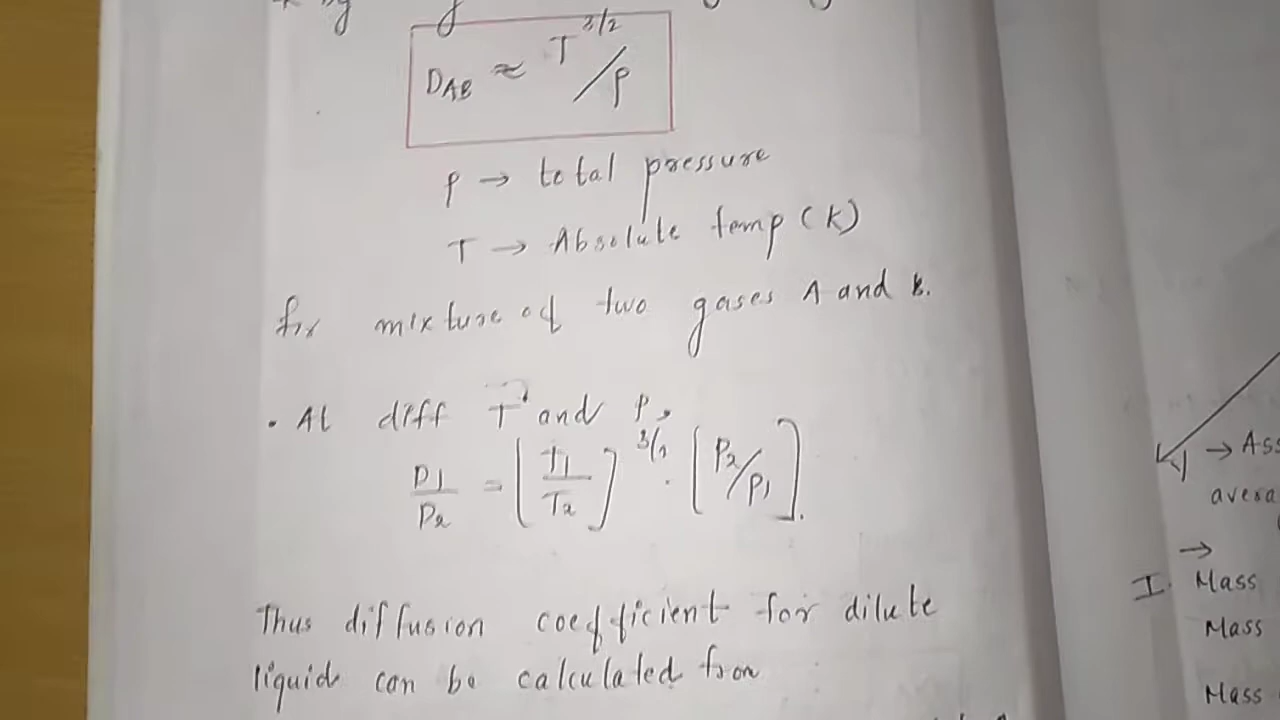 by
D_AB ≈ T^3/2 / P
P → total pressure
T → Absolute temp (K)
for mixture of two gases A and B.
• At diff T and P,
D1/D2 = [T1/T2]^3/2 · [P2/P1].
Thus diffusion coefficient for dilute
liquid can be calculated from
→ Ass
avera
→
I. Mass
Mass
Mass